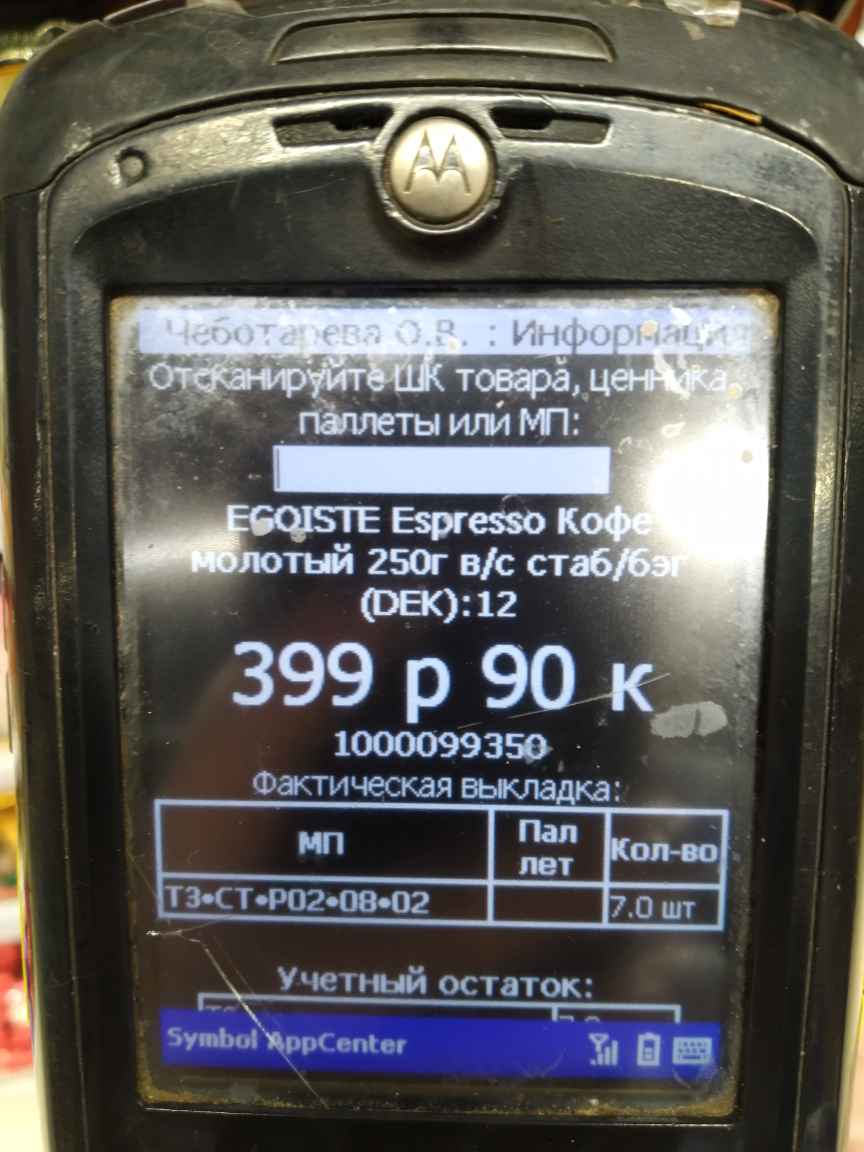 Чеботарева О.В. : Информация
Отсканируйте ШК товара, ценника,
паллеты или МП:
EGOISTE Espresso Кофе
молотый 250г в/с стаб/бэг
(DEK):12
399 р 90 к
1000099350
Фактическая выкладка:
МП Пал Кол-во
лет
ТЗ•СТ•Р02•08•02 7.0 шт
Учетный остаток:
Symbol AppCenter